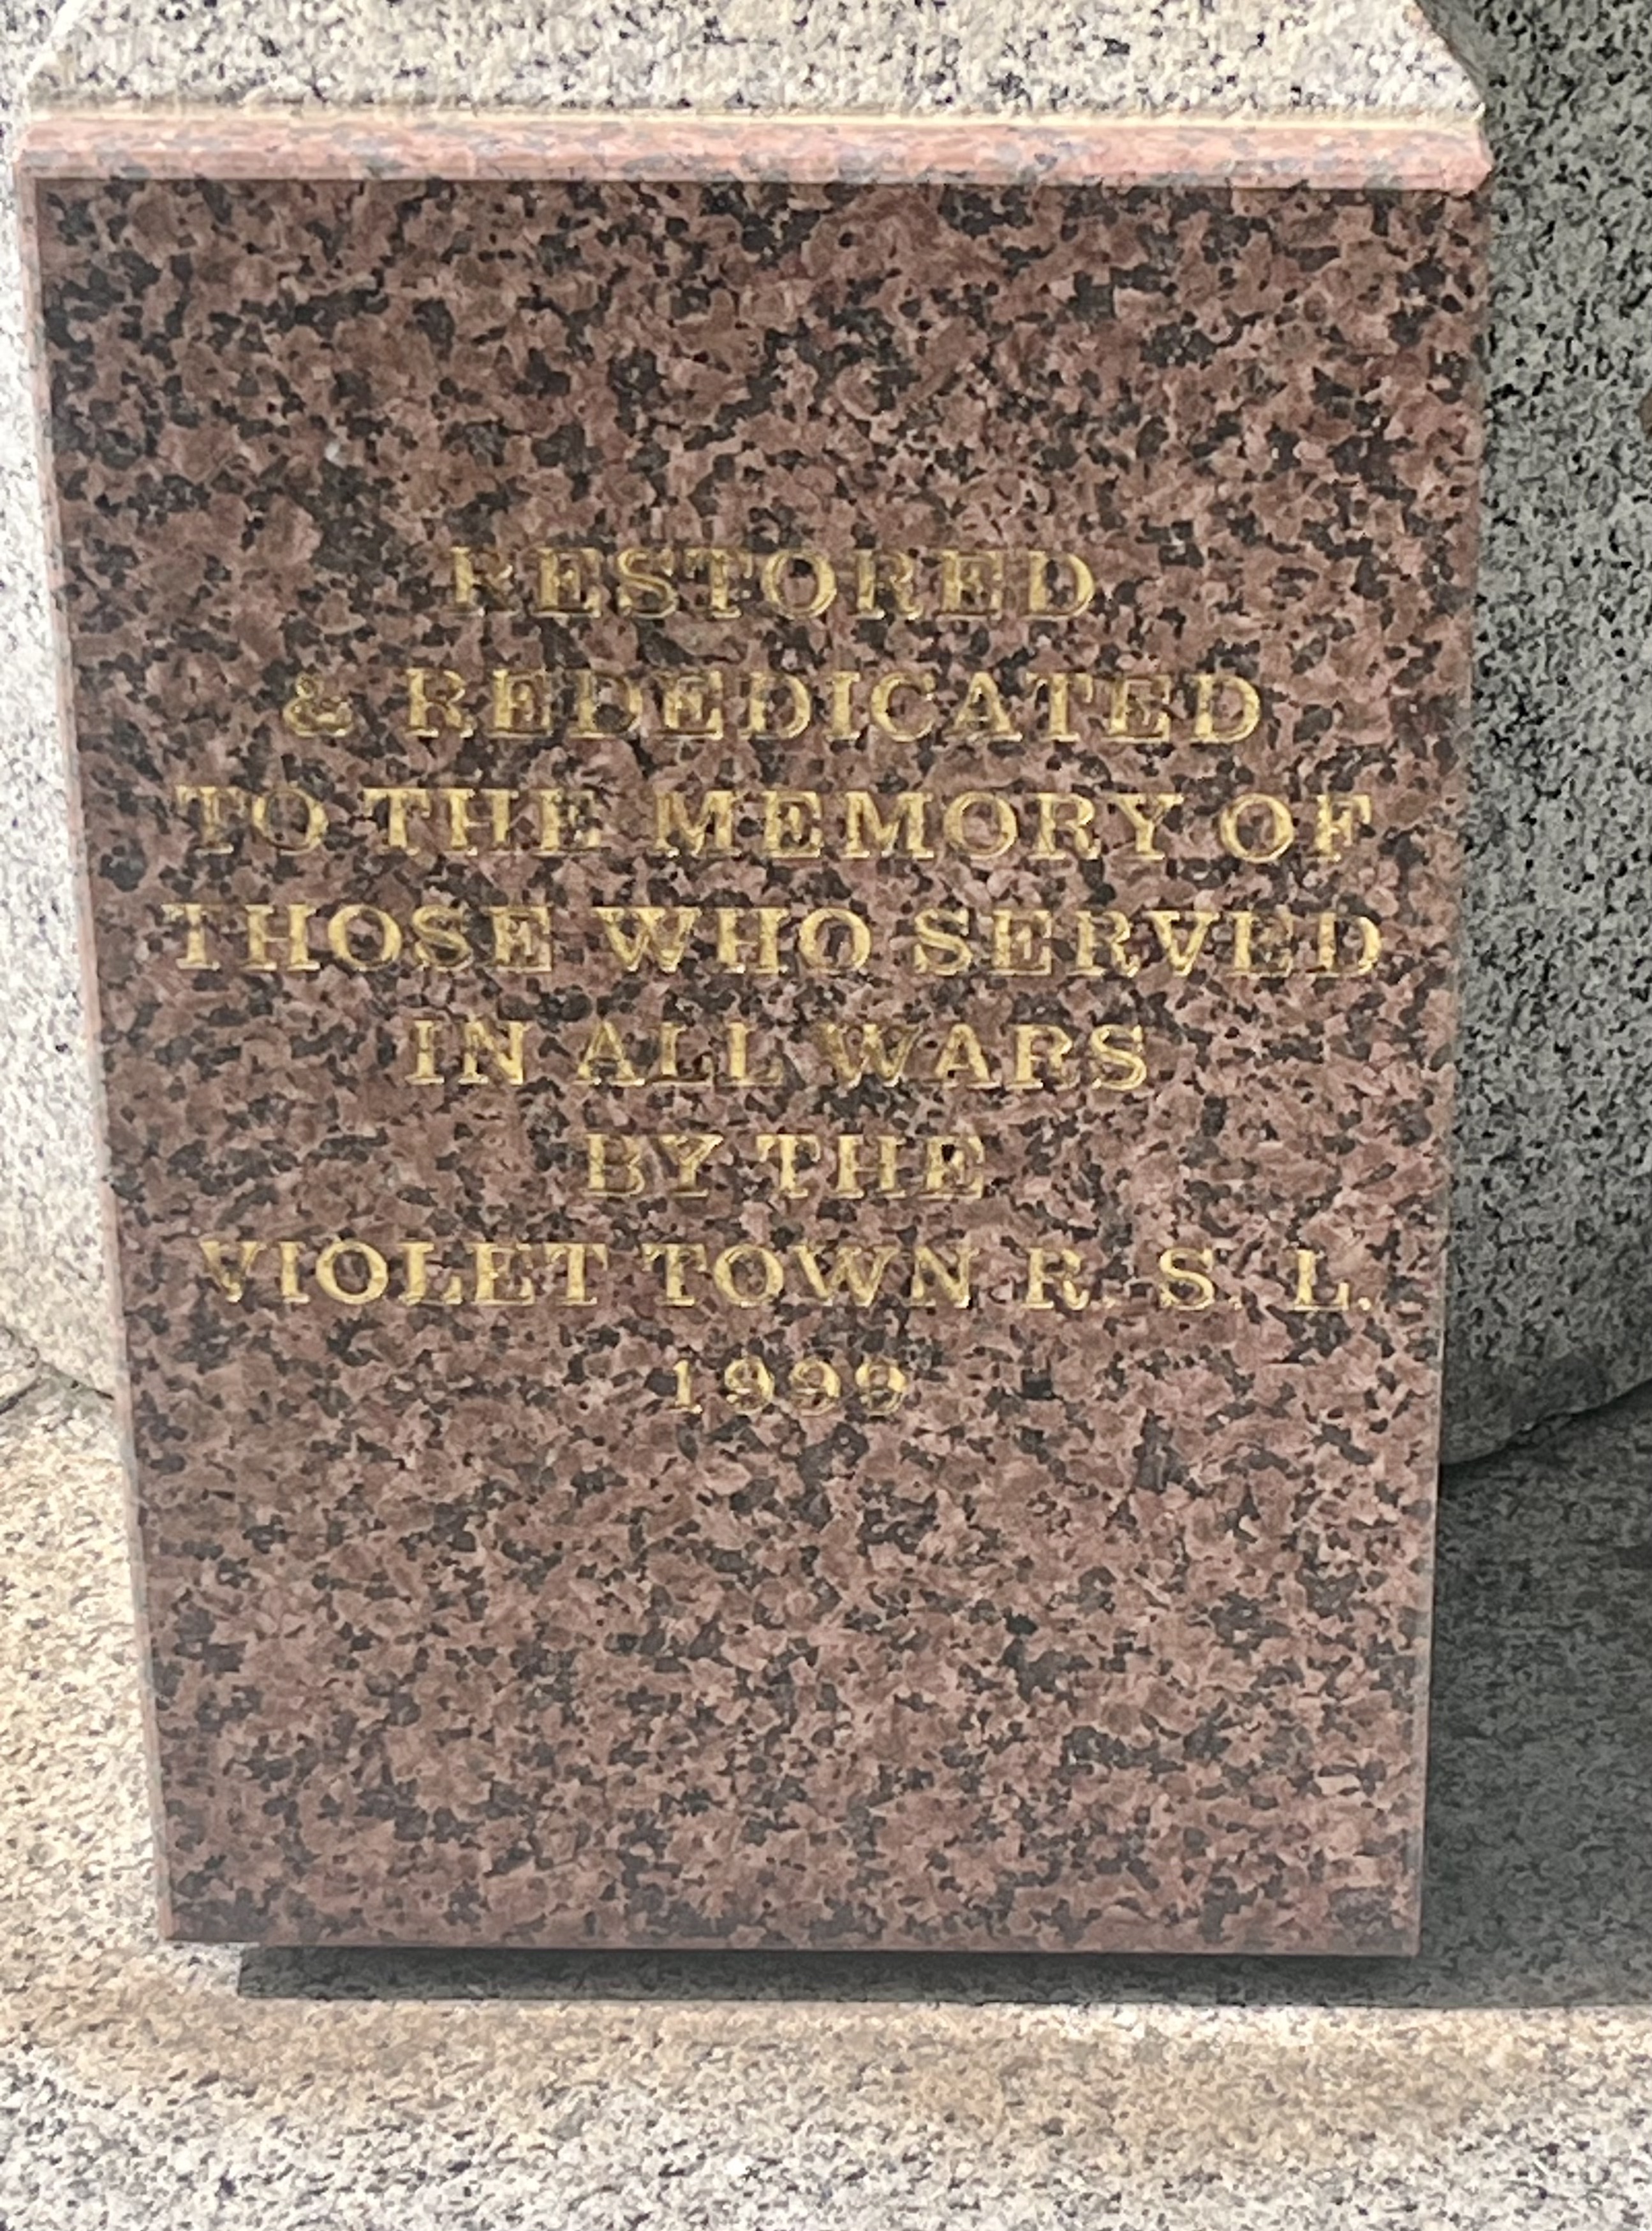 RESTORED
& REDEDICATED
TO THE MEMORY OF
THOSE WHO SERVED
IN ALL WARS
BY THE
VIOLET TOWN R. S. L.
1999